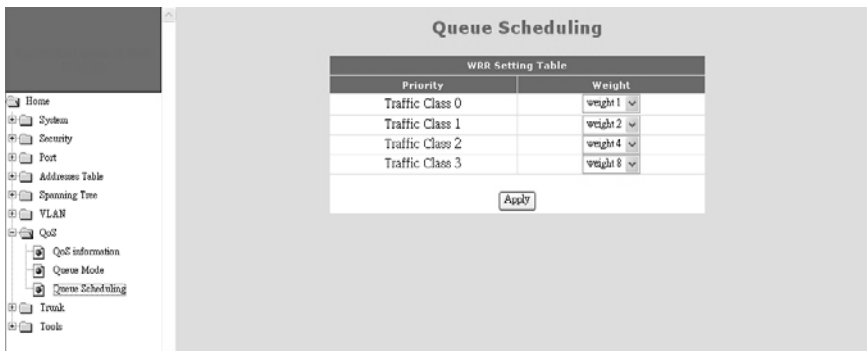 Queue Scheduling
WRR Setting Table
Priority Weight
Traffic Class 0 weight 1
Traffic Class 1 weight 2
Traffic Class 2 weight 4
Traffic Class 3 weight 8
Apply
Home
System
Security
Port
Addresses Table
Spanning Tree
VLAN
QoS
QoS information
Queue Mode
Queue Scheduling
Trunk
Tools